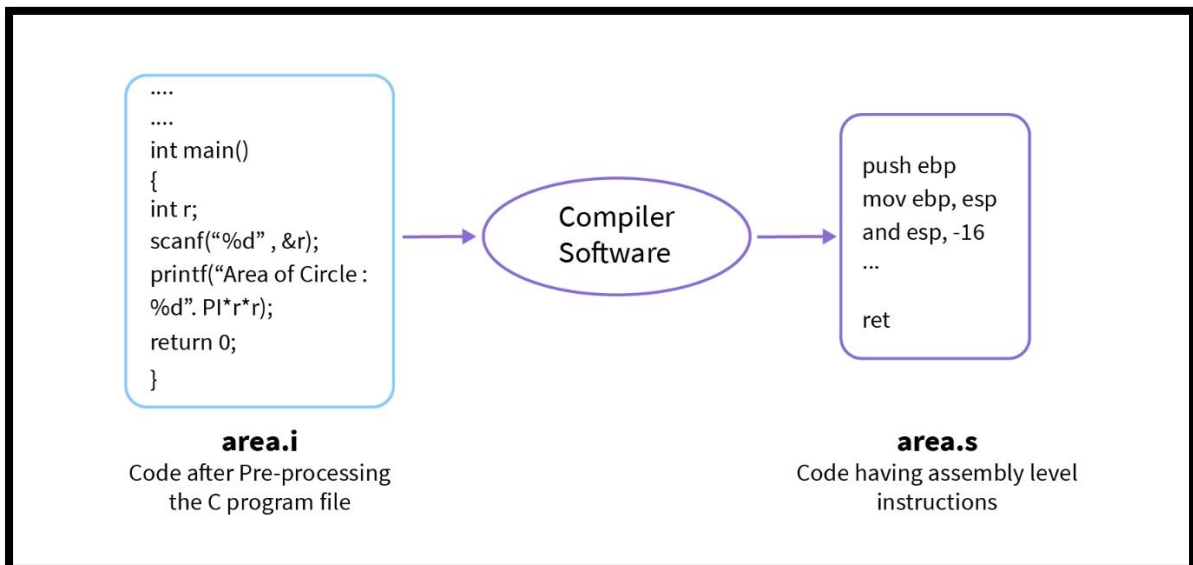 ....
....
int main()
{
int r;
scanf(“%d” , &r);
printf(“Area of Circle :
%d”. PI*r*r);
return 0;
}
area.i
Code after Pre-processing
the C program file
Compiler
Software
push ebp
mov ebp, esp
and esp, -16
...
ret
area.s
Code having assembly level
instructions